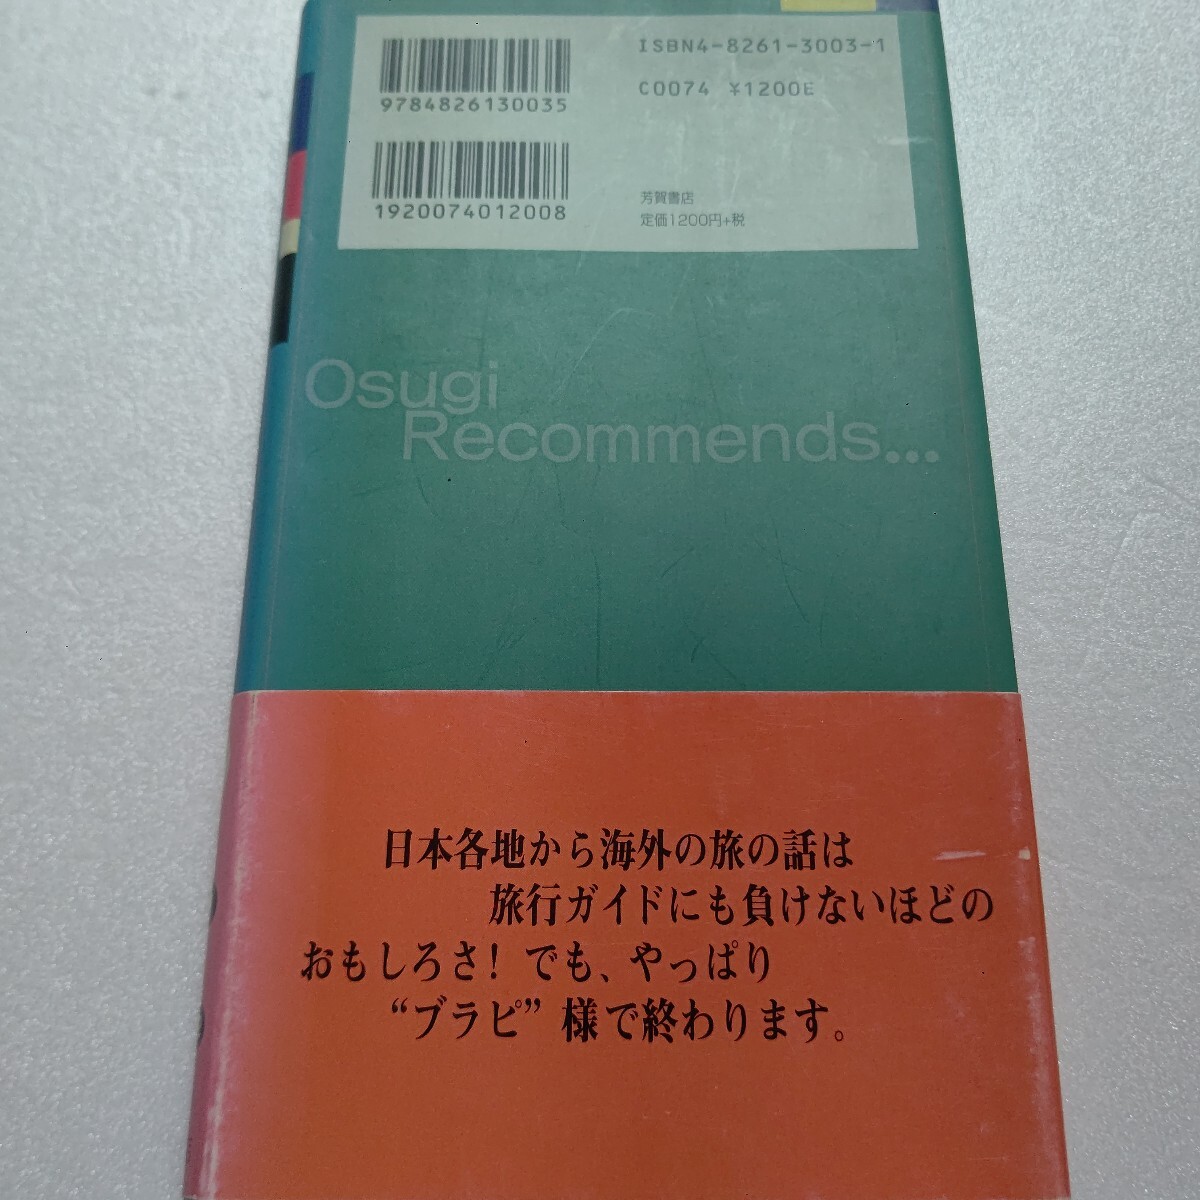 ISBN4-8261-3003-1
C0074 ¥1200E
9784826130035
1920074012008
芳賀書店
定価1200円+税
Osugi
Recommends...
日本各地から海外の旅の話は
旅行ガイドにも負けないほどの
おもしろさ! でも、やっぱり
“ブラピ” 様で終わります。